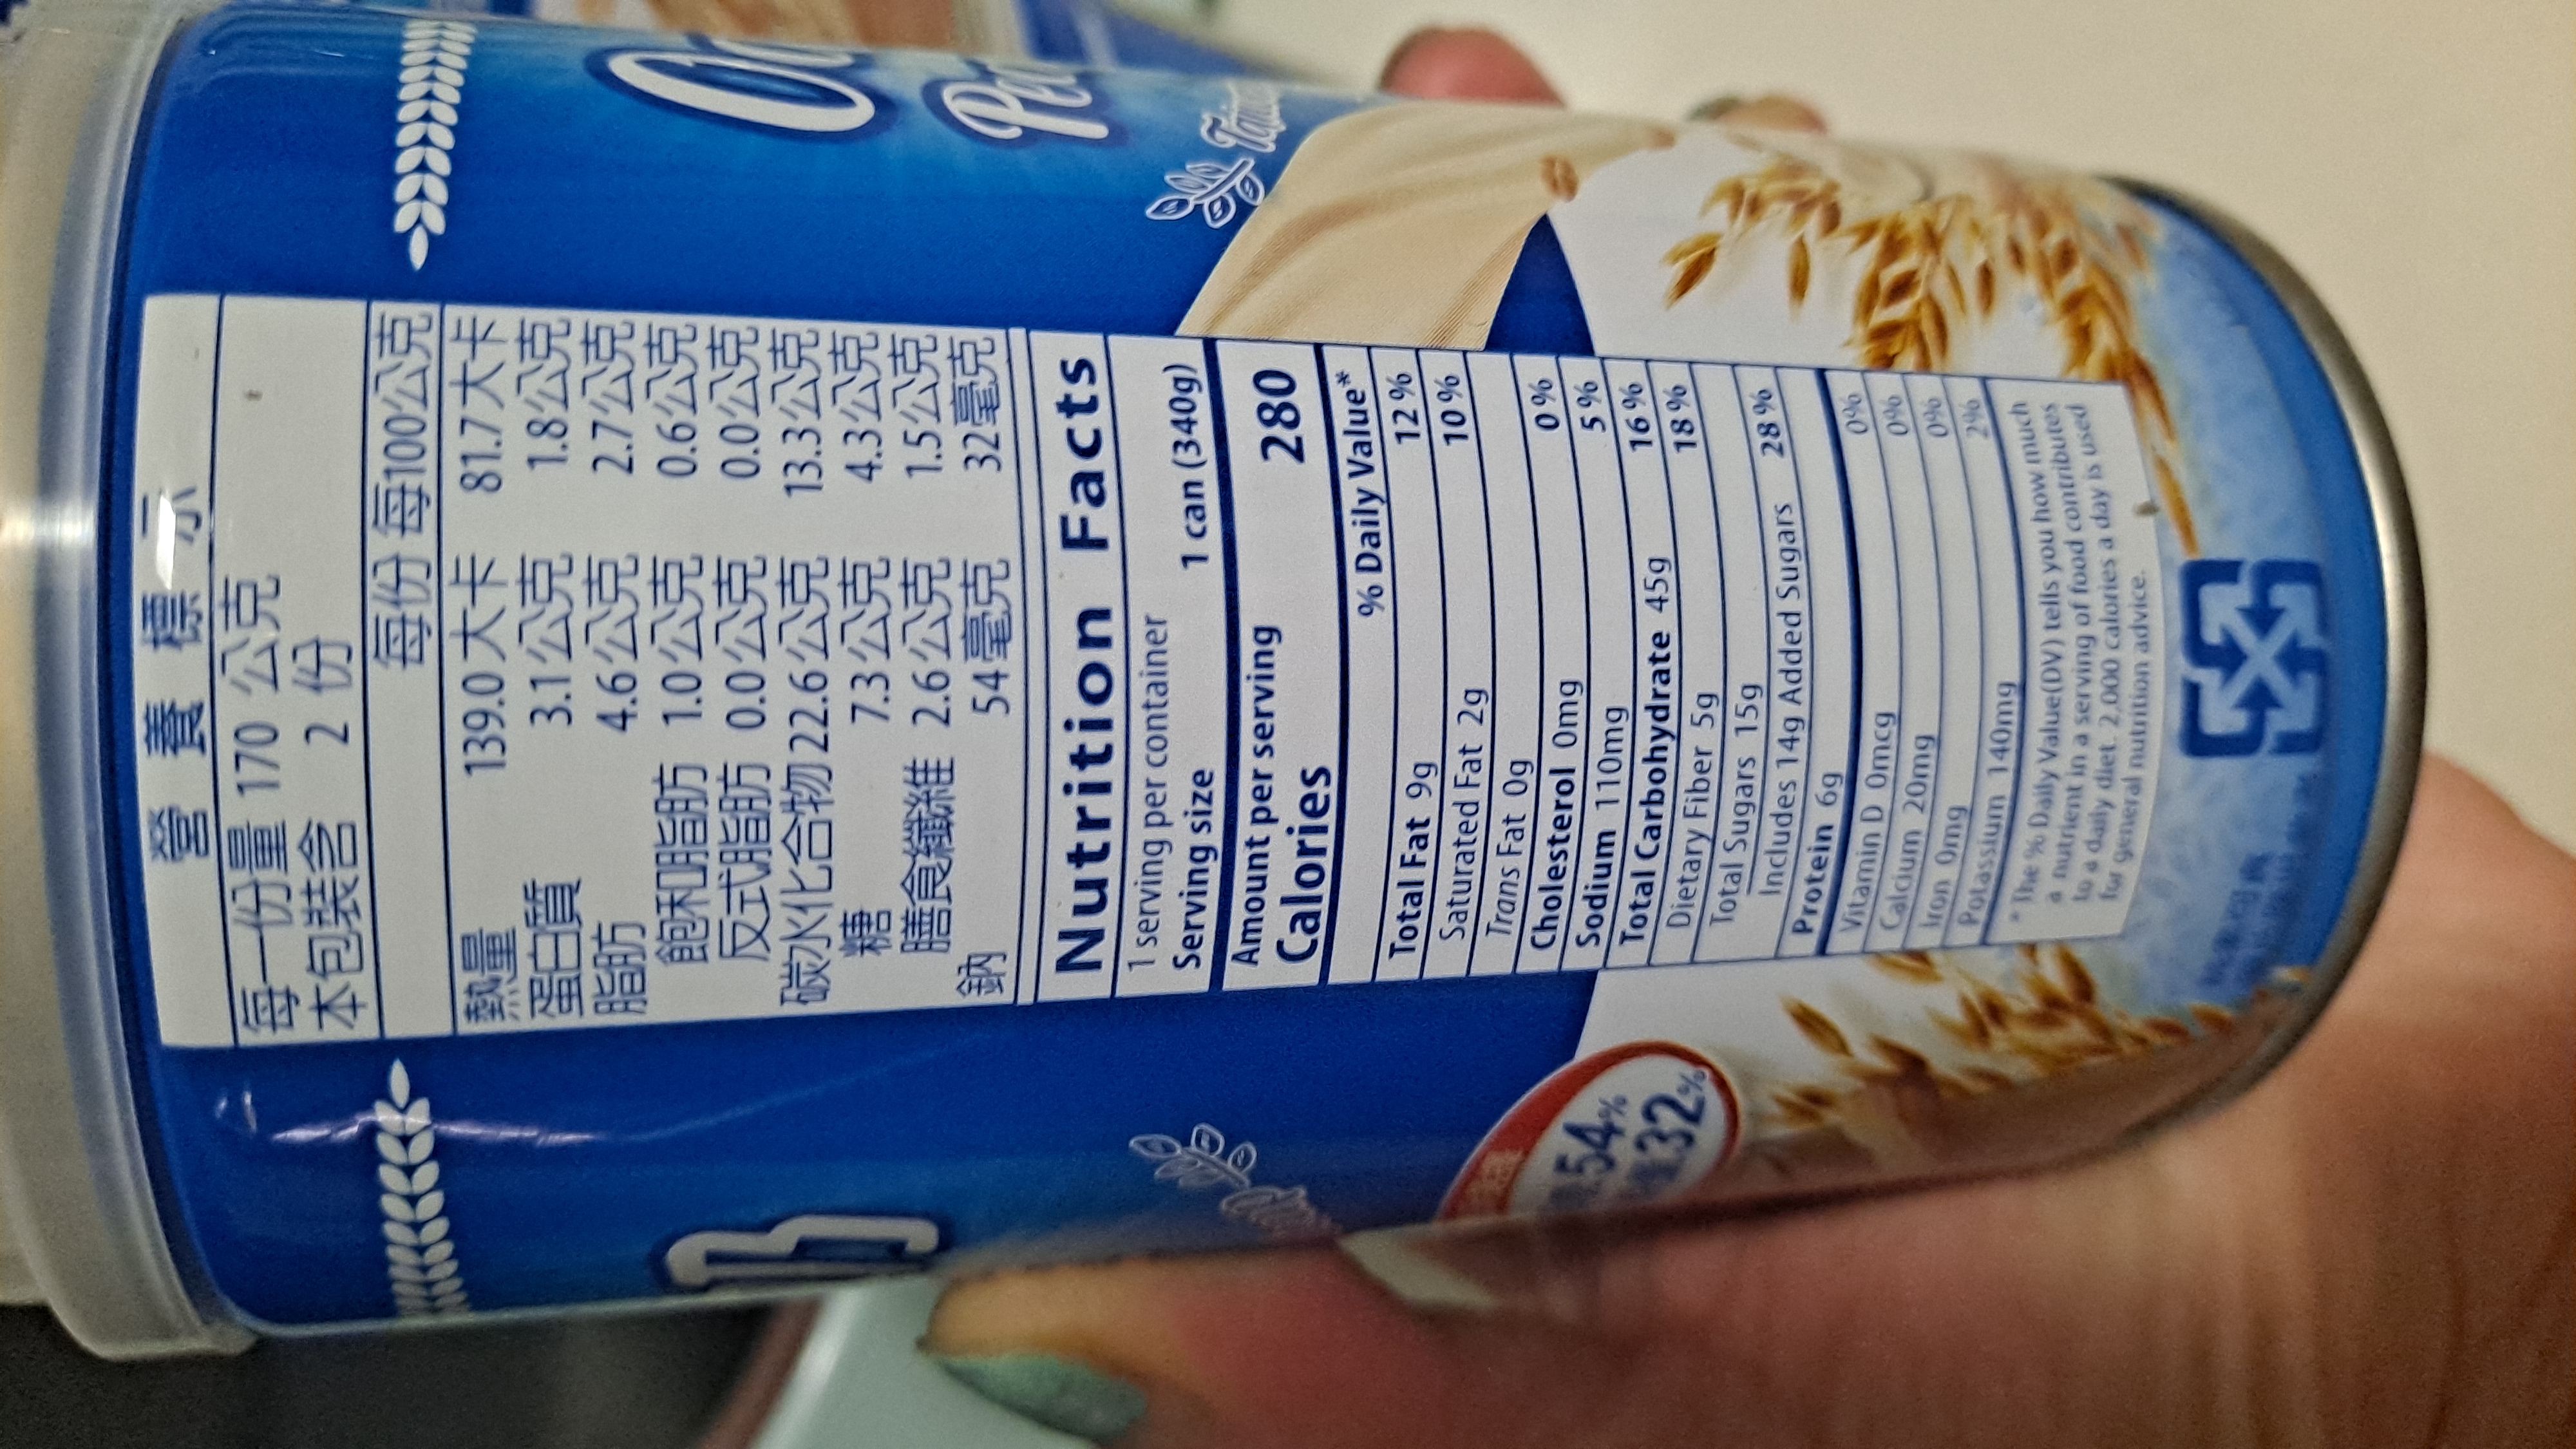 營養標示
每一份量 170 公克
本包裝含 2 份
每份 每100公克
熱量 139.0大卡 81.7大卡
蛋白質 3.1公克 1.8公克
脂肪 4.6公克 2.7公克
飽和脂肪 1.0公克 0.6公克
反式脂肪 0.0公克 0.0公克
碳水化合物 22.6公克 13.3公克
糖 7.3公克 4.3公克
膳食纖維 2.6公克 1.5公克
鈉 54毫克 32毫克
Nutrition Facts
1 serving per container
Serving size 1 can (340g)
Amount per serving
Calories 280
% Daily Value*
Total Fat 9g 12%
Saturated Fat 2g 10%
Trans Fat 0g
Cholesterol 0mg 0%
Sodium 110mg 5%
Total Carbohydrate 45g 16%
Dietary Fiber 5g 18%
Total Sugars 15g
Includes 14g Added Sugars 28%
Protein 6g
Vitamin D 0mcg 0%
Calcium 20mg 0%
Iron 0mg 0%
Potassium 140mg 2%
* The % Daily Value(DV) tells you how much
a nutrient in a serving of food contributes
to a daily diet. 2,000 calories a day is used
for general nutrition advice.
54%
32%